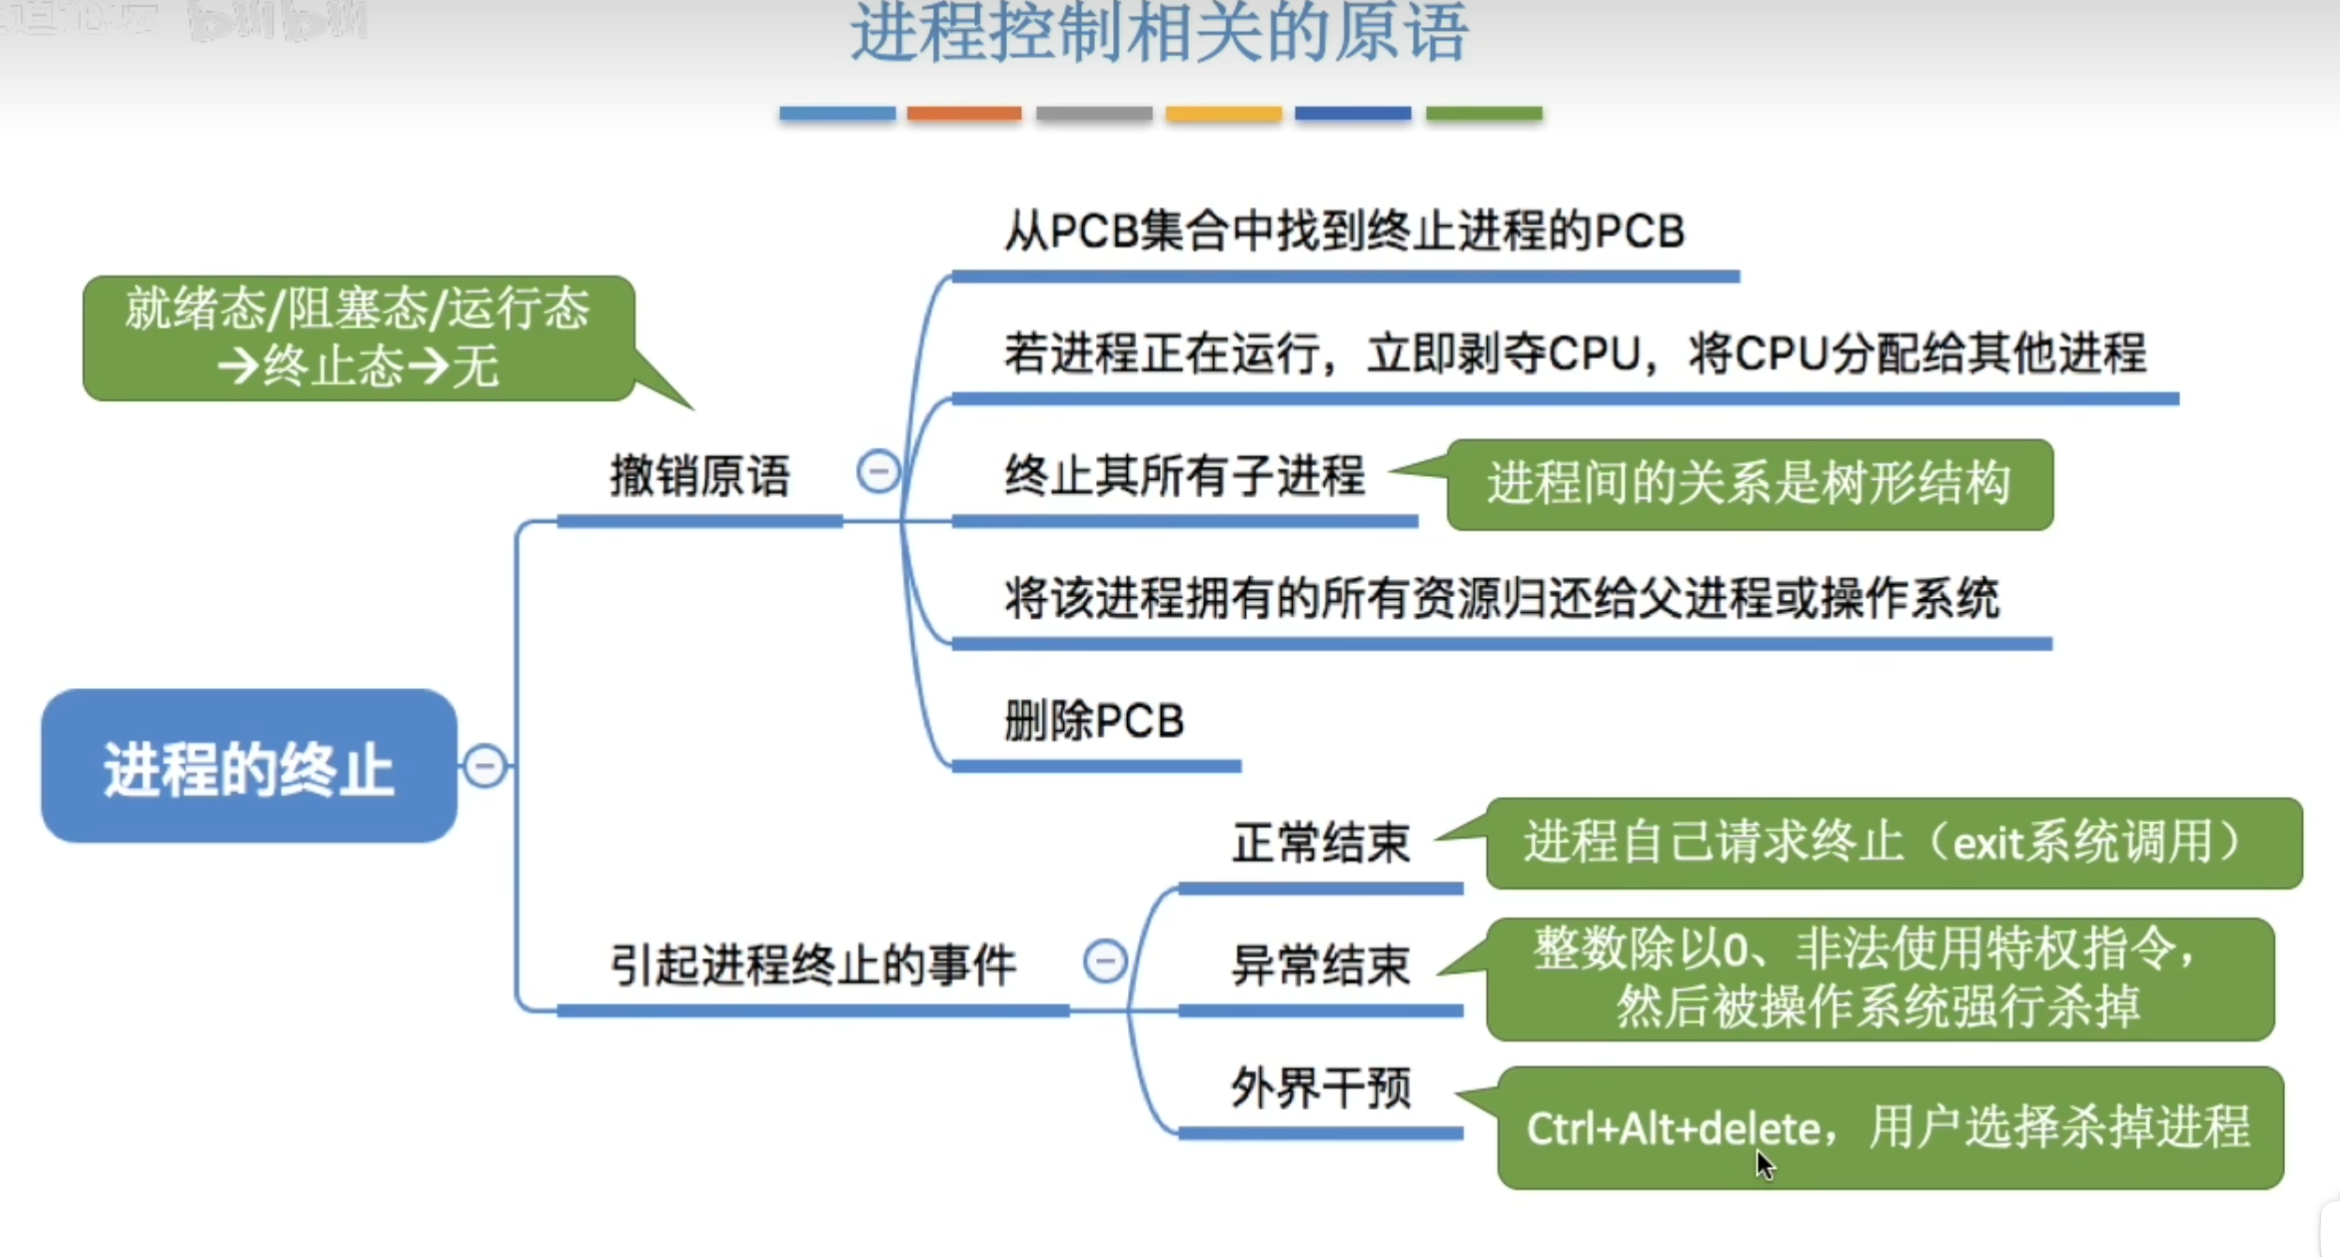 bilibili
进程控制相关的原语
从PCB集合中找到终止进程的PCB
就绪态/阻塞态/运行态
→终止态→无
若进程正在运行，立即剥夺CPU，将CPU分配给其他进程
撤销原语
终止其所有子进程
进程间的关系是树形结构
将该进程拥有的所有资源归还给父进程或操作系统
删除PCB
进程的终止
正常结束
进程自己请求终止（exit系统调用）
引起进程终止的事件
异常结束
整数除以0、非法使用特权指令，
然后被操作系统强行杀掉
外界干预
Ctrl+Alt+delete，用户选择杀掉进程